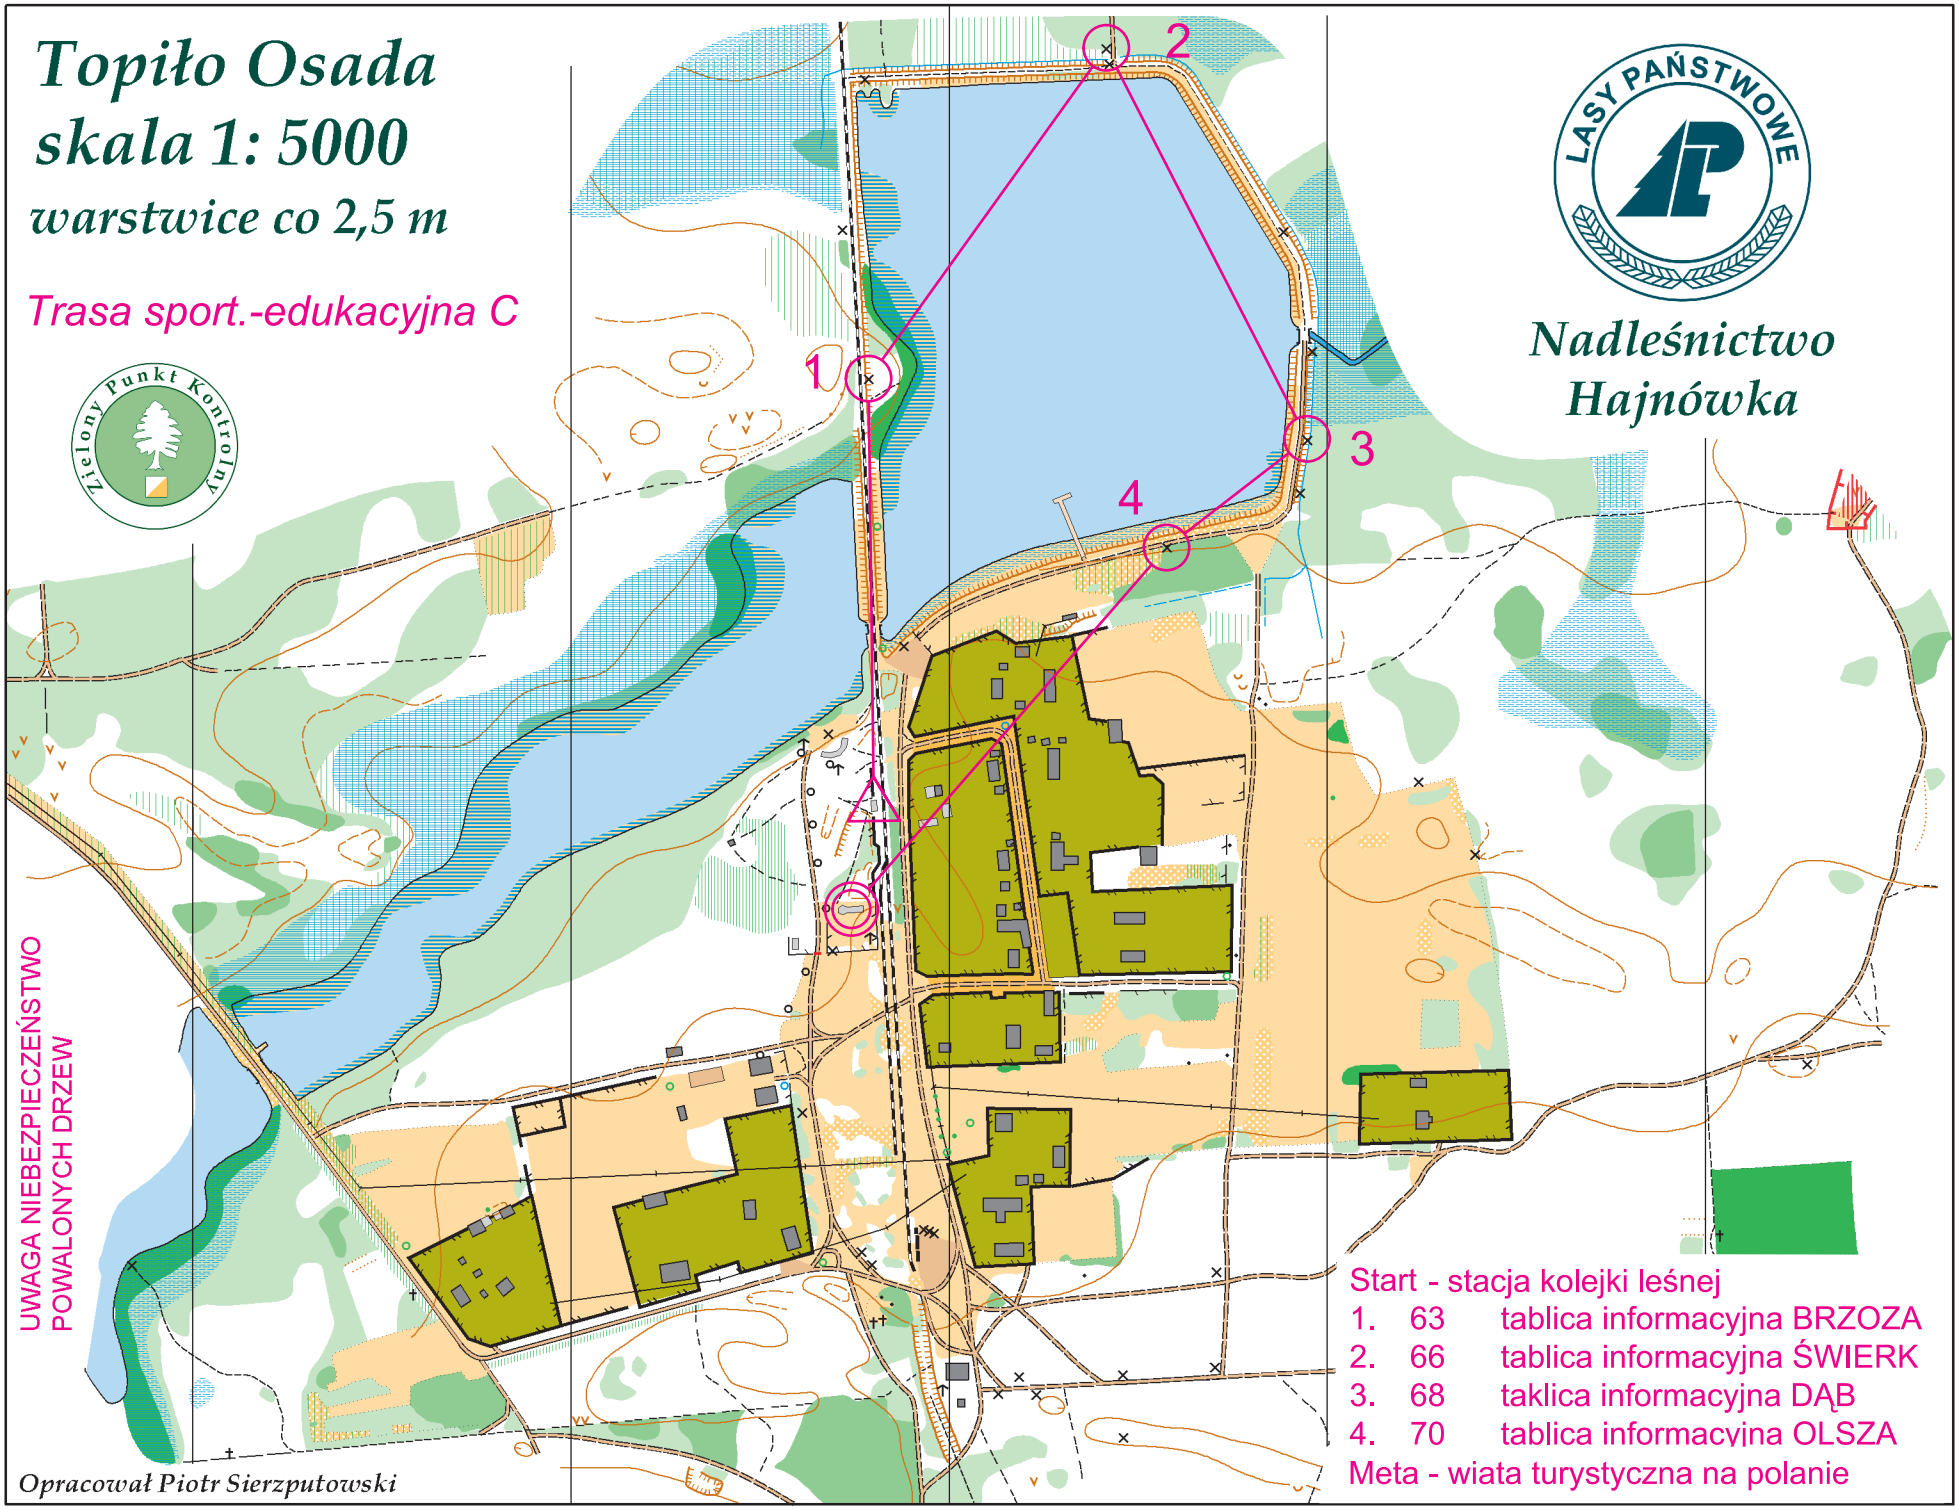 Topiło Osada
skala 1: 5000
warstwice co 2,5 m
Trasa sport.-edukacyjna C
Zielony Punkt Kontrolny
LASY PAŃSTWOWE
Nadleśnictwo
Hajnówka
2
1
3
4
UWAGA NIEBEZPIECZEŃSTWO
POWALONYCH DRZEW
Start - stacja kolejki leśnej
1. 63 tablica informacyjna BRZOZA
2. 66 tablica informacyjna ŚWIERK
3. 68 taklica informacyjna DĄB
4. 70 tablica informacyjna OLSZA
Meta - wiata turystyczna na polanie
Opracował Piotr Sierzputowski